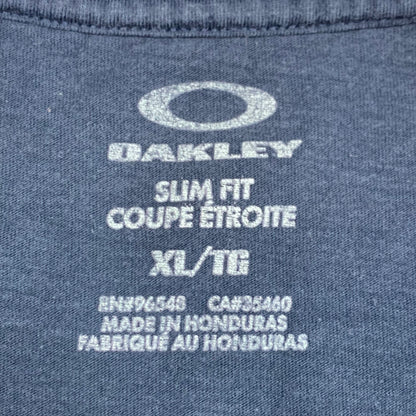 OAKLEY
SLIM FIT
COUPE ÉTROITE
XL/TG
RN#96548 CA#35460
MADE IN HONDURAS
FABRIQUÉ AU HONDURAS